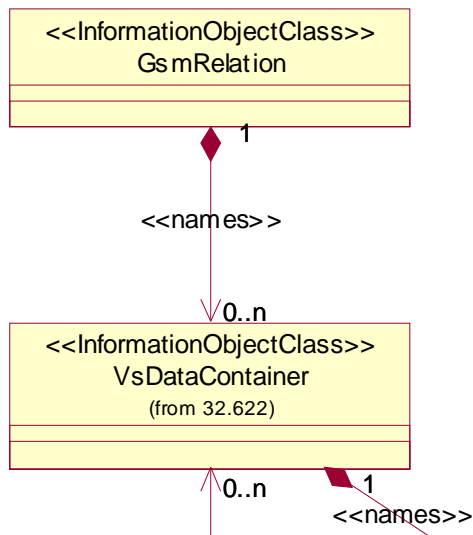 <<InformationObjectClass>>
GsmRelation
1
<<names>>
0..n
<<InformationObjectClass>>
VsDataContainer
(from 32.622)
0..n
1
<<names>>